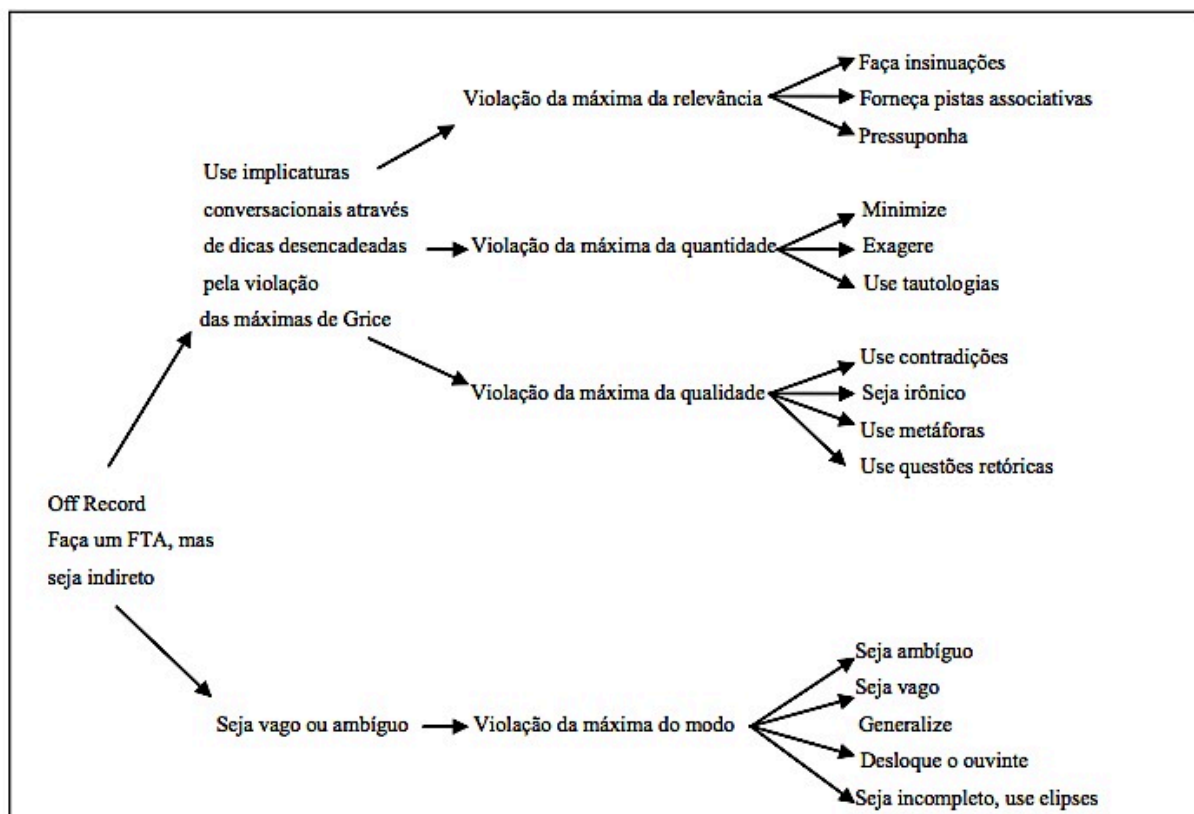 Faça insinuações
Violação da máxima da relevância
Forneça pistas associativas
Pressuponha
Use implicaturas
conversacionais através
de dicas desencadeadas
pela violação
das máximas de Grice
Minimize
Violação da máxima da quantidade
Exagere
Use tautologias
Use contradições
Violação da máxima da qualidade
Seja irônico
Use metáforas
Use questões retóricas
Off Record
Faça um FTA, mas
seja indireto
Seja ambíguo
Seja vago
Seja vago ou ambíguo
Violação da máxima do modo
Generalize
Desloque o ouvinte
Seja incompleto, use elipses